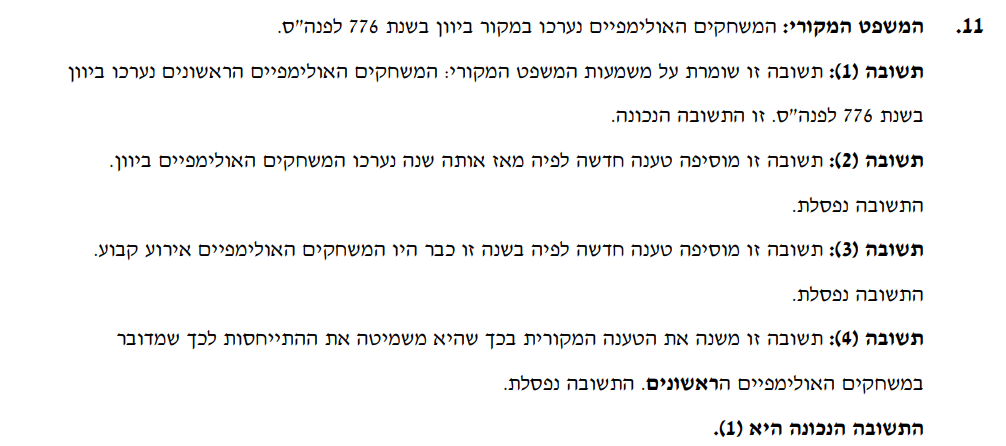 11. המשפט המקורי: המשחקים האולימפיים נערכו במקור ביוון בשנת 776 לפנה"ס.
תשובה (1): תשובה זו שומרת על משמעות המשפט המקורי: המשחקים האולימפיים הראשונים נערכו ביוון
בשנת 776 לפנה"ס. זו התשובה הנכונה.
תשובה (2): תשובה זו מוסיפה טענה חדשה לפיה מאז אותה שנה נערכו המשחקים האולימפיים ביוון.
התשובה נפסלת.
תשובה (3): תשובה זו מוסיפה טענה חדשה לפיה בשנה זו כבר היו המשחקים האולימפיים אירוע קבוע.
התשובה נפסלת.
תשובה (4): תשובה זו משנה את הטענה המקורית בכך שהיא משמיטה את ההתייחסות לכך שמדובר
במשחקים האולימפיים הראשונים. התשובה נפסלת.
התשובה הנכונה היא (1).